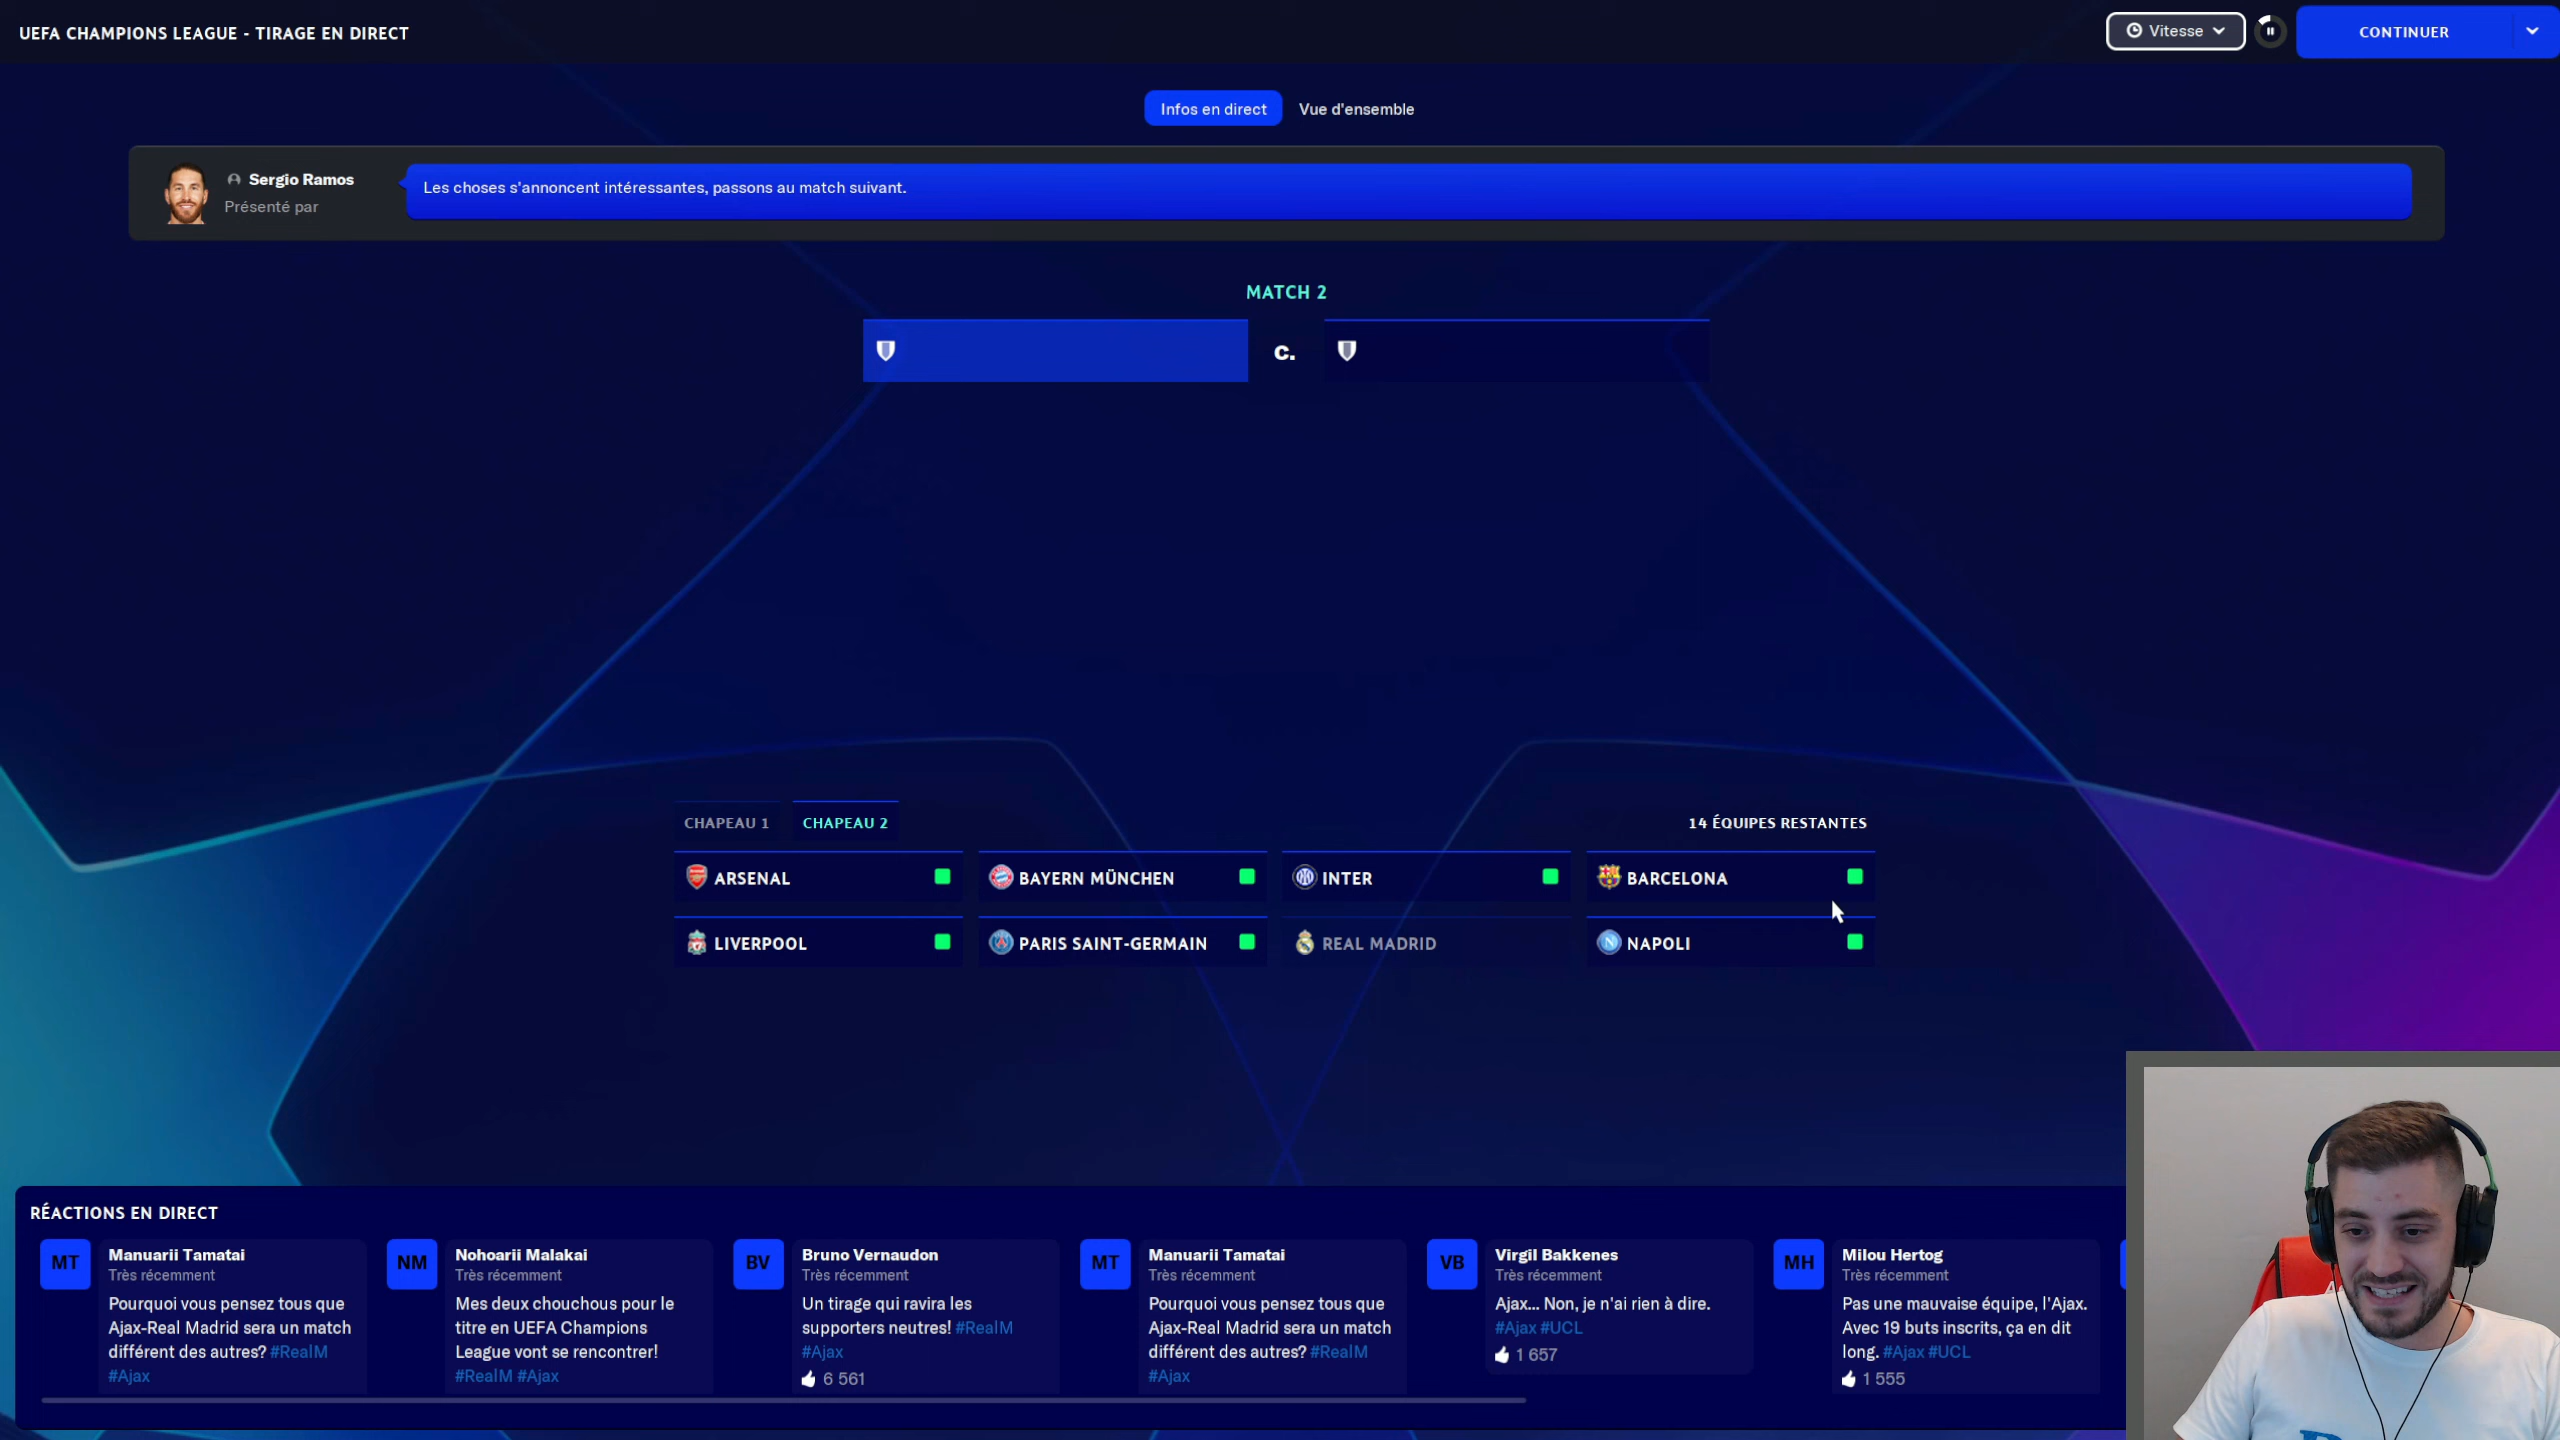 UEFA CHAMPIONS LEAGUE - TIRAGE EN DIRECT
Vitesse
CONTINUER
Infos en direct
Vue d'ensemble
Sergio Ramos
Présenté par
Les choses s'annoncent intéressantes, passons au match suivant.
MATCH 2
c.
CHAPEAU 1
CHAPEAU 2
14 ÉQUIPES RESTANTES
ARSENAL
BAYERN MÜNCHEN
INTER
BARCELONA
LIVERPOOL
PARIS SAINT-GERMAIN
REAL MADRID
NAPOLI
RÉACTIONS EN DIRECT
MT
Manuarii Tamatai
Très récemment
Pourquoi vous pensez tous que
Ajax-Real Madrid sera un match
différent des autres? #RealM
#Ajax
NM
Nohoarii Malakai
Très récemment
Mes deux chouchous pour le
titre en UEFA Champions
League vont se rencontrer!
#RealM #Ajax
BV
Bruno Vernaudon
Très récemment
Un tirage qui ravira les
supporters neutres! #RealM
#Ajax
6 561
MT
Manuarii Tamatai
Très récemment
Pourquoi vous pensez tous que
Ajax-Real Madrid sera un match
différent des autres? #RealM
#Ajax
VB
Virgil Bakkenes
Très récemment
Ajax... Non, je n'ai rien à dire.
#Ajax #UCL
1 657
MH
Milou Hertog
Très récemment
Pas une mauvaise équipe, l'Ajax.
Avec 19 buts inscrits, ça en dit
long. #Ajax #UCL
1 555